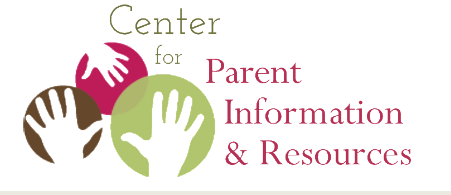 Center
for
Parent
Information
& Resources